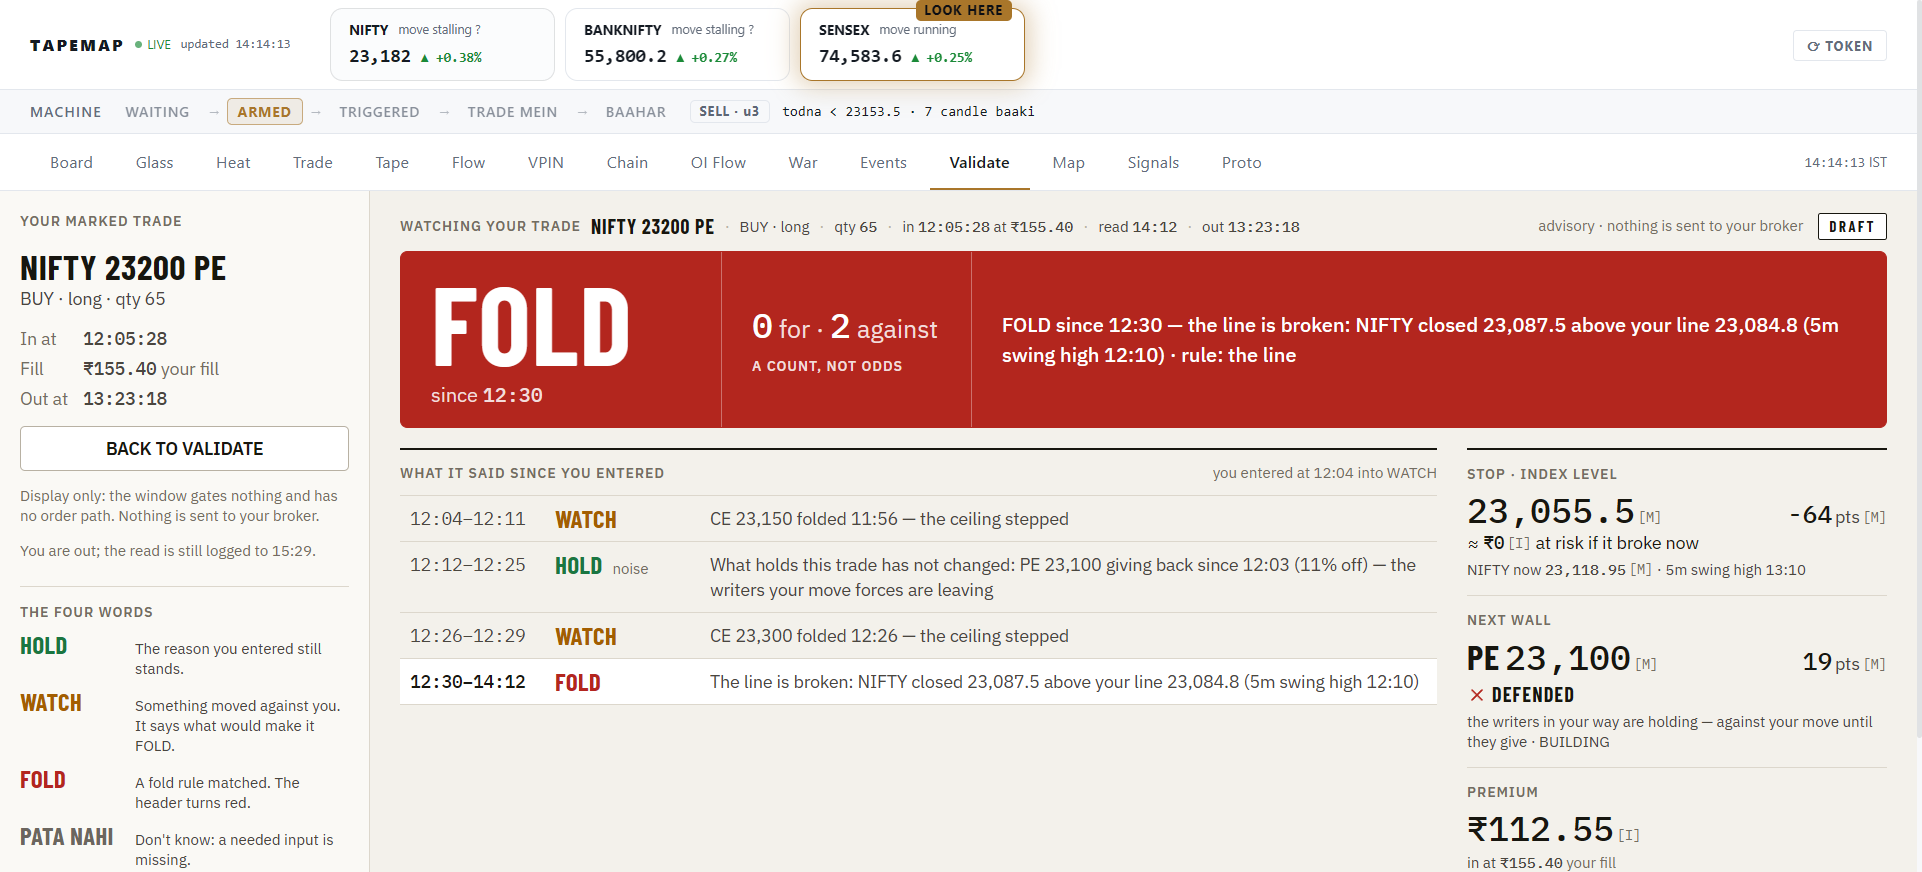 LOOK HERE
TAPEMAP LIVE updated 14:14:13
NIFTY move stalling ?
23,182 ▲ +0.38%
BANKNIFTY move stalling ?
55,800.2 ▲ +0.27%
SENSEX move running
74,583.6 ▲ +0.25%
⟳ TOKEN
MACHINE WAITING → ARMED → TRIGGERED → TRADE MEIN → BAAHAR SELL · u3 todna < 23153.5 · 7 candle baaki
Board Glass Heat Trade Tape Flow VPIN Chain OI Flow War Events Validate Map Signals Proto 14:14:13 IST
YOUR MARKED TRADE
NIFTY 23200 PE
BUY · long · qty 65
In at 12:05:28
Fill ₹155.40 your fill
Out at 13:23:18
BACK TO VALIDATE
Display only: the window gates nothing and has
no order path. Nothing is sent to your broker.
You are out; the read is still logged to 15:29.
THE FOUR WORDS
HOLD The reason you entered still
stands.
WATCH Something moved against you.
It says what would make it
FOLD.
FOLD A fold rule matched. The
header turns red.
PATA NAHI Don't know: a needed input is
missing.
WATCHING YOUR TRADE NIFTY 23200 PE · BUY · long · qty 65 · in 12:05:28 at ₹155.40 · read 14:12 · out 13:23:18
advisory · nothing is sent to your broker DRAFT
FOLD
since 12:30
0 for · 2 against
A COUNT, NOT ODDS
FOLD since 12:30 — the line is broken: NIFTY closed 23,087.5 above your line 23,084.8 (5m
swing high 12:10) · rule: the line
WHAT IT SAID SINCE YOU ENTERED you entered at 12:04 into WATCH
12:04–12:11 WATCH CE 23,150 folded 11:56 — the ceiling stepped
12:12–12:25 HOLD noise What holds this trade has not changed: PE 23,100 giving back since 12:03 (11% off) — the
writers your move forces are leaving
12:26–12:29 WATCH CE 23,300 folded 12:26 — the ceiling stepped
12:30–14:12 FOLD The line is broken: NIFTY closed 23,087.5 above your line 23,084.8 (5m swing high 12:10)
STOP · INDEX LEVEL
23,055.5 [M] -64 pts [M]
≈ ₹0 [I] at risk if it broke now
NIFTY now 23,118.95 [M] · 5m swing high 13:10
NEXT WALL
PE 23,100 [M] 19 pts [M]
✕ DEFENDED
the writers in your way are holding — against your move until
they give · BUILDING
PREMIUM
₹112.55 [I]
in at ₹155.40 your fill